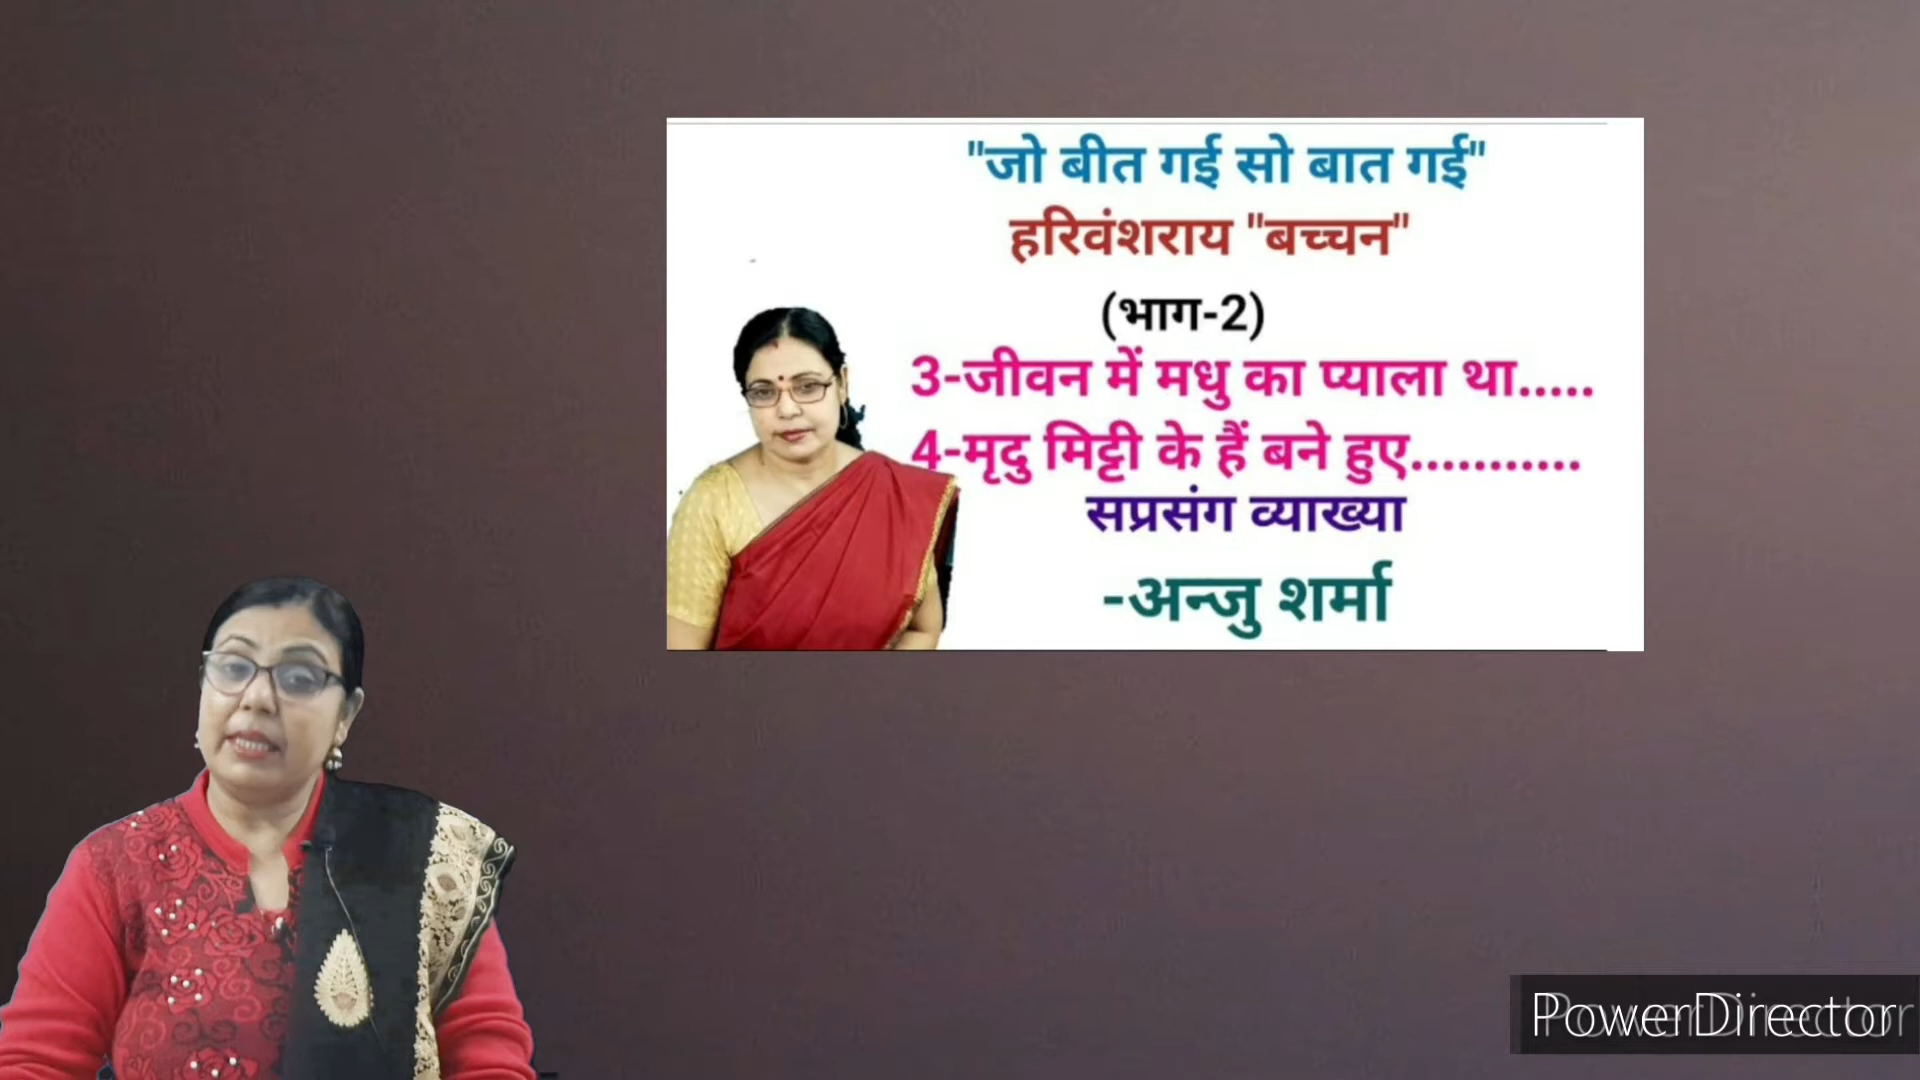 "जो बीत गई सो बात गई"
हरिवंशराय "बच्चन"
(भाग-2)
3-जीवन में मधु का प्याला था.....
4-मृदु मिट्टी के हैं बने हुए...........
सप्रसंग व्याख्या
-अन्जु शर्मा
PowerDirector